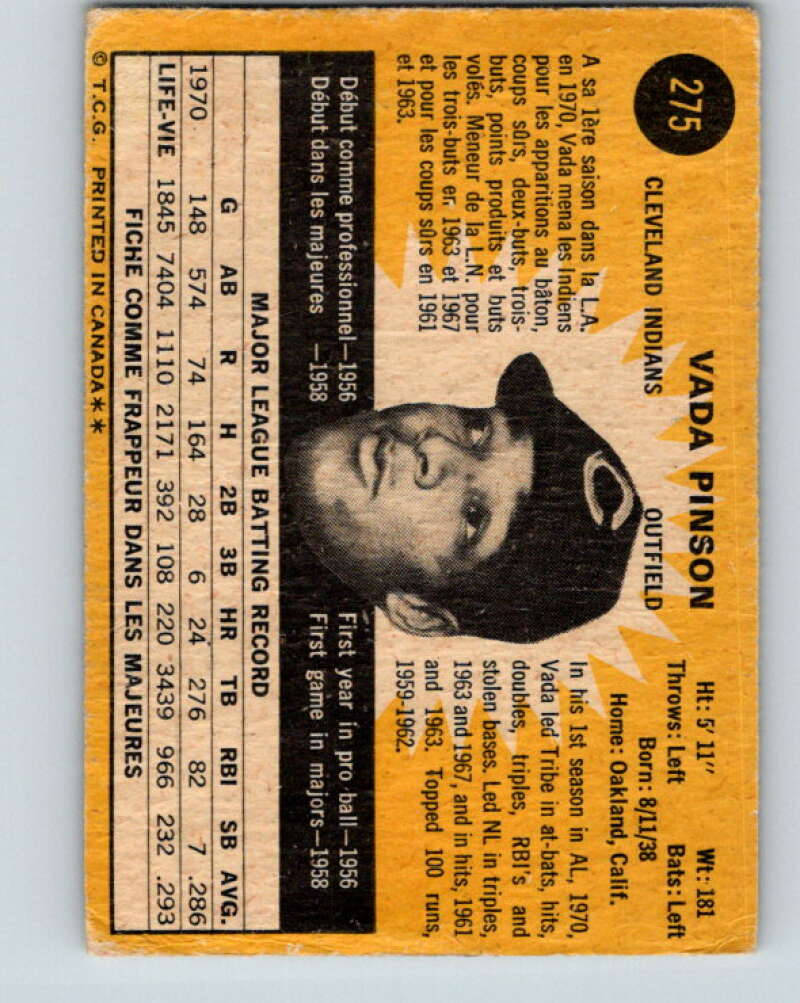 275
VADA PINSON
CLEVELAND INDIANS
OUTFIELD
Ht: 5' 11" Wt: 181
Throws: Left Bats: Left
Born: 8/11/38
Home: Oakland, Calif.
A sa 1ère saison dans la L.A.
en 1970, Vada mena les Indiens
pour les apparitions au bâton,
coups sûrs, deux-buts, trois-
buts, points produits et buts
volés. Meneur de la L.N. pour
les trois-buts en 1963 et 1967
et pour les coups sûrs en 1961
et 1963.
In his 1st season in AL, 1970,
Vada led Tribe in at-bats, hits,
doubles, triples, RBI's and
stolen bases. Led NL in triples,
1963 and 1967, and in hits, 1961
and 1963. Topped 100 runs,
1959-1962.
Début comme professionnel—1956
Début dans les majeures —1958
First year in pro ball—1956
First game in majors—1958
MAJOR LEAGUE BATTING RECORD
G AB R H 2B 3B HR TB RBI SB AVG.
1970 148 574 74 164 28 6 24 276 82 7 .286
LIFE-VIE 1845 7404 1110 2171 392 108 220 3439 966 232 .293
FICHE COMME FRAPPEUR DANS LES MAJEURES
© T.C.G. PRINTED IN CANADA**